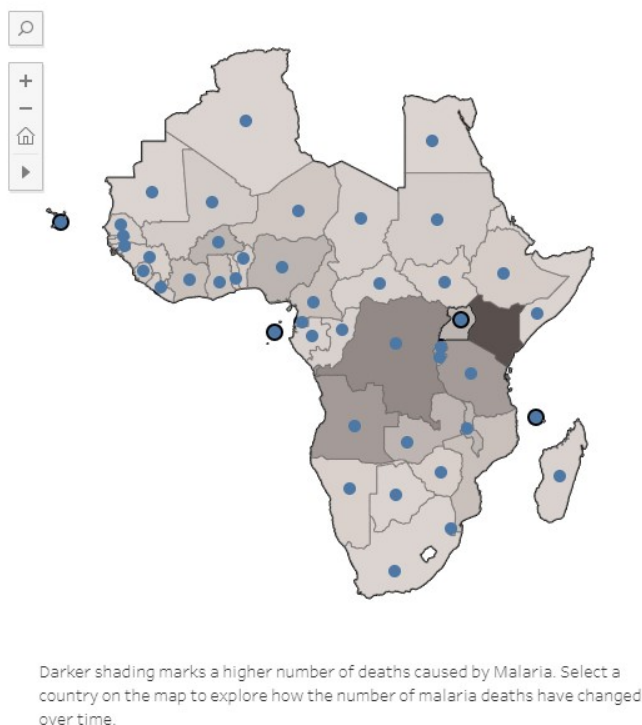 Darker shading marks a higher number of deaths caused by Malaria. Select a
country on the map to explore how the number of malaria deaths have changed
over time.